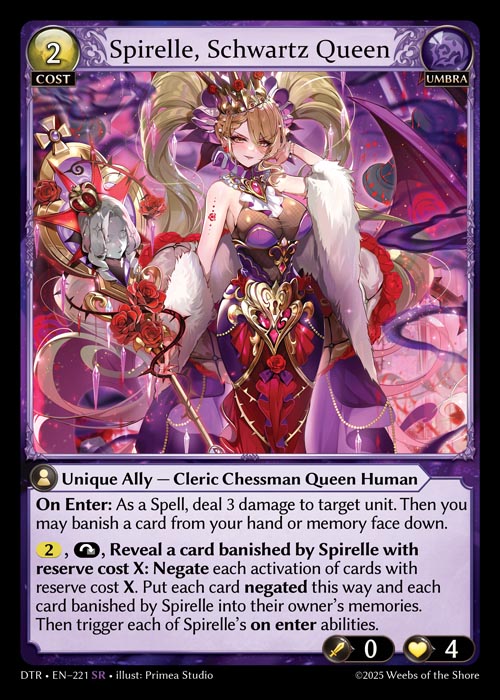 2
COST
Spirelle, Schwartz Queen
UMBRA
Unique Ally — Cleric Chessman Queen Human
On Enter: As a Spell, deal 3 damage to target unit. Then you
may banish a card from your hand or memory face down.
2 , , Reveal a card banished by Spirelle with
reserve cost X: Negate each activation of cards with
reserve cost X. Put each card negated this way and each
card banished by Spirelle into their owner's memories.
Then trigger each of Spirelle's on enter abilities.
0
4
DTR • EN-221 SR • illust: Primea Studio
©2025 Weebs of the Shore